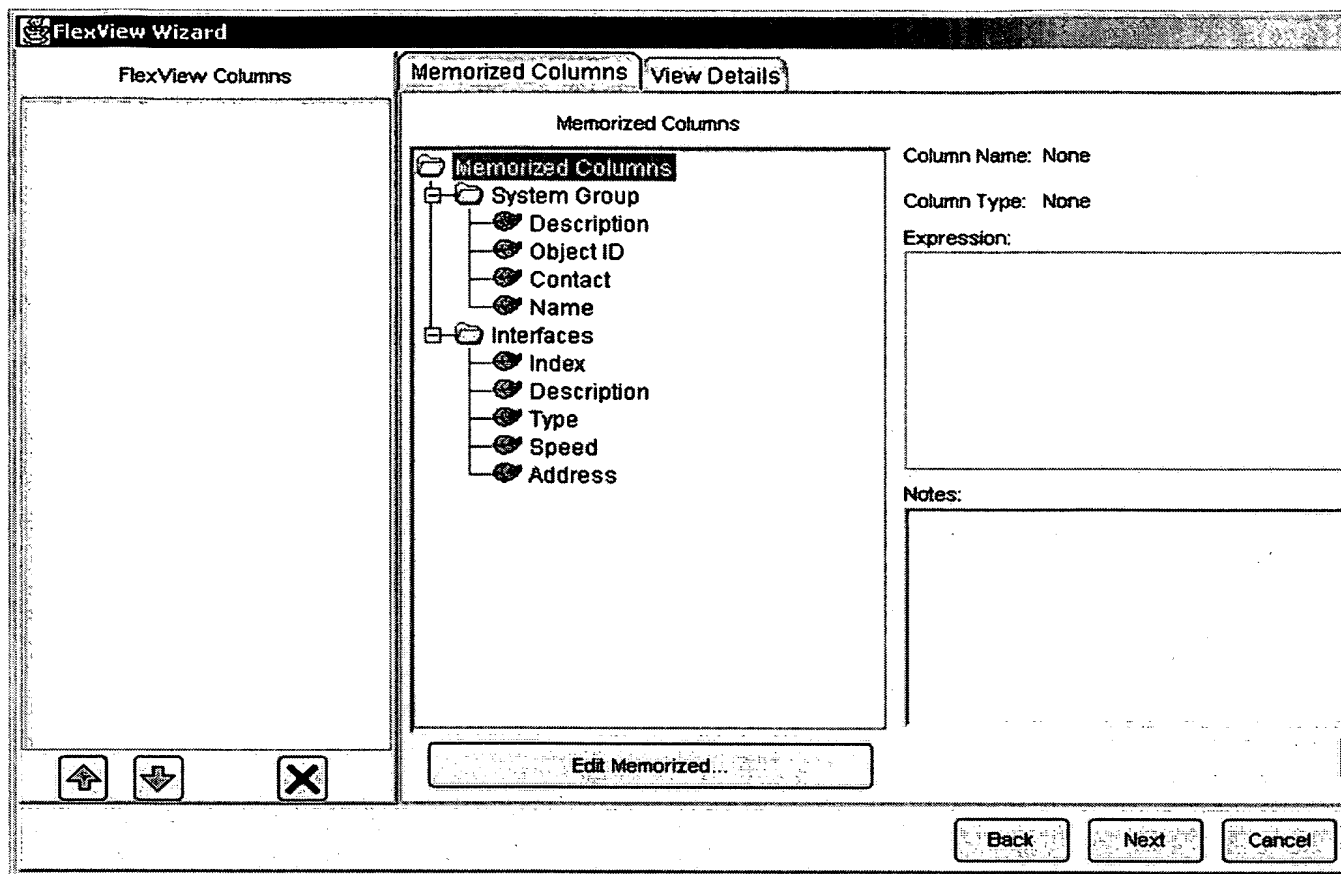 FlexView Wizard
FlexView Columns
Memorized Columns
View Details
Memorized Columns
Memorized Columns
System Group
Description
Object ID
Contact
Name
Interfaces
Index
Description
Type
Speed
Address
Edit Memorized...
Column Name: None
Column Type: None
Expression:
Notes:
Back
Next
Cancel